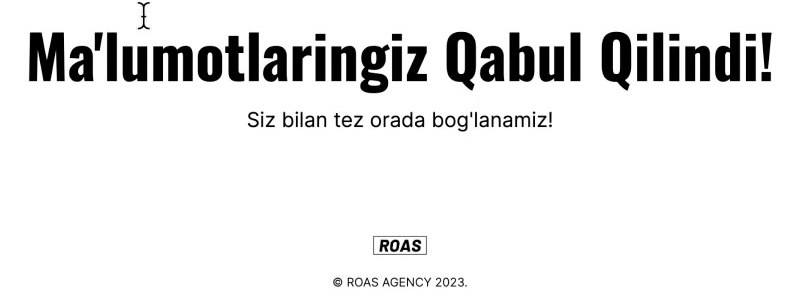 Ma'lumotlaringiz Qabul Qilindi!
Siz bilan tez orada bog'lanamiz!
ROAS
© ROAS AGENCY 2023.